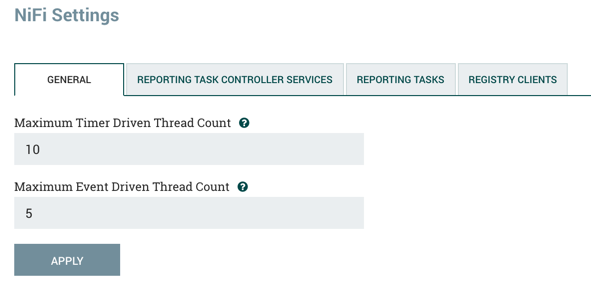 NiFi Settings
GENERAL
REPORTING TASK CONTROLLER SERVICES
REPORTING TASKS
REGISTRY CLIENTS
Maximum Timer Driven Thread Count ?
10
Maximum Event Driven Thread Count ?
5
APPLY